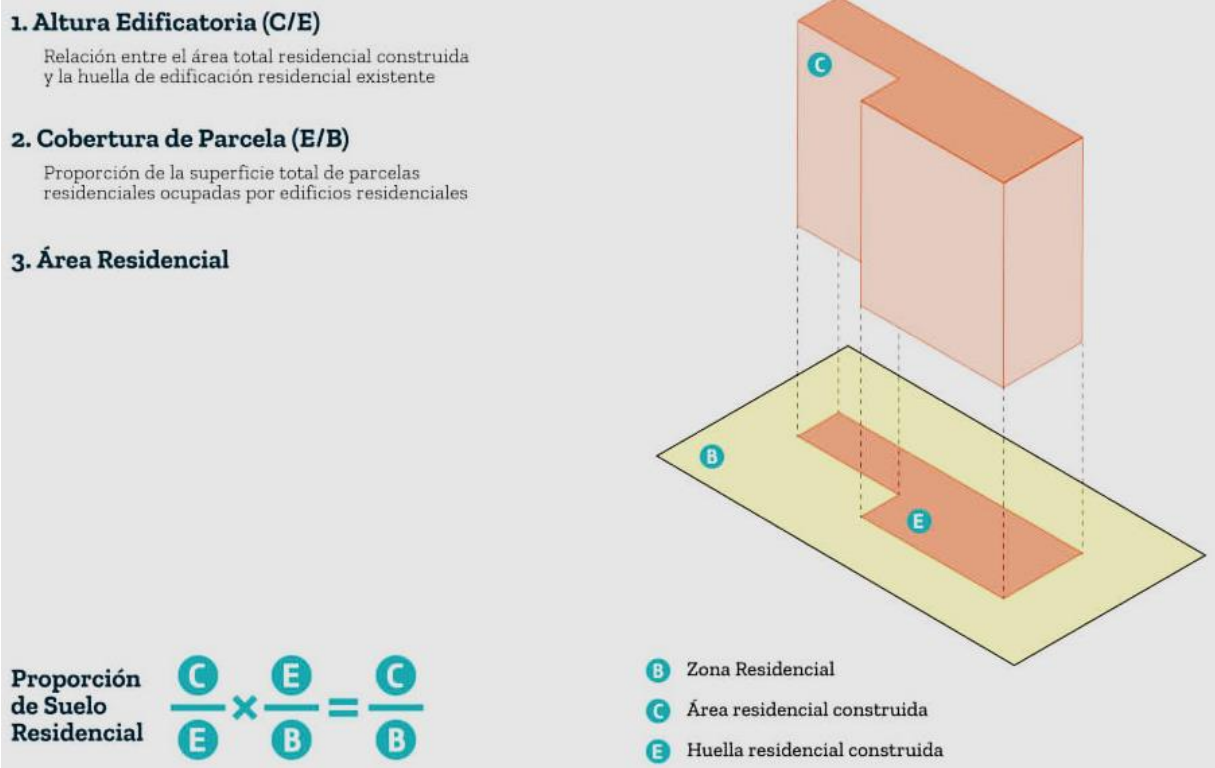 1. Altura Edificatoria (C/E)
Relación entre el área total residencial construida
y la huella de edificación residencial existente
2. Cobertura de Parcela (E/B)
Proporción de la superficie total de parcelas
residenciales ocupadas por edificios residenciales
3. Área Residencial
C
B
E
Proporción
de Suelo
Residencial
C E C
× =
E B B
B Zona Residencial
C Área residencial construida
E Huella residencial construida